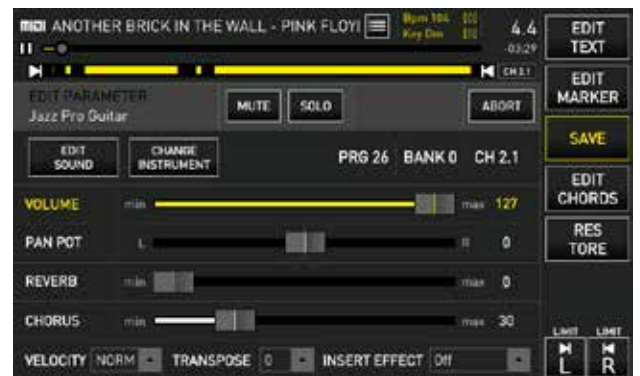 midi ANOTHER BRICK IN THE WALL - PINK FLOYI
Bpm 104
Key Dm
4.4
-03:29
CH 2.1
EDIT TEXT
EDIT MARKER
SAVE
EDIT CHORDS
RES TORE
EDIT PARAMETER
Jazz Pro Guitar
MUTE SOLO ABORT
EDIT SOUND
CHANGE INSTRUMENT
PRG 26 BANK 0 CH 2.1
VOLUME min max 127
PAN POT L R 0
REVERB min max 0
CHORUS min max 30
VELOCITY NORM TRANSPOSE 0 INSERT EFFECT Off
LIMIT LIMIT
L R